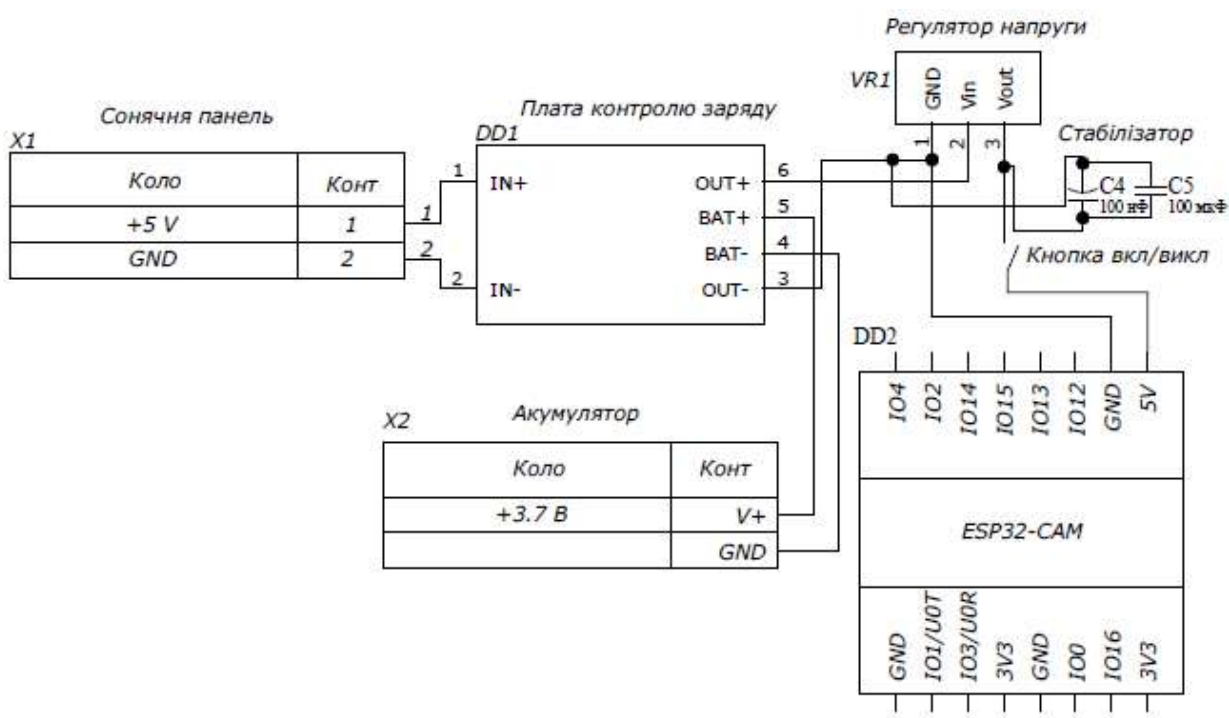 Регулятор напруги
VR1
GND
Vin
Vout
1
2
3
Сонячня панель
X1
Коло Конт
+5 V 1
GND 2
1
2
Плата контролю заряду
DD1
1 IN+
2 IN-
OUT+ 6
BAT+ 5
BAT- 4
OUT- 3
Стабілізатор
C4
100 нФ
C5
100 мкФ
Кнопка вкл/викл
X2
Акумулятор
Коло Конт
+3.7 В V+
GND
DD2
IO4
IO2
IO14
IO15
IO13
IO12
GND
5V
ESP32-CAM
GND
IO1/U0T
IO3/U0R
3V3
GND
IO0
IO16
3V3